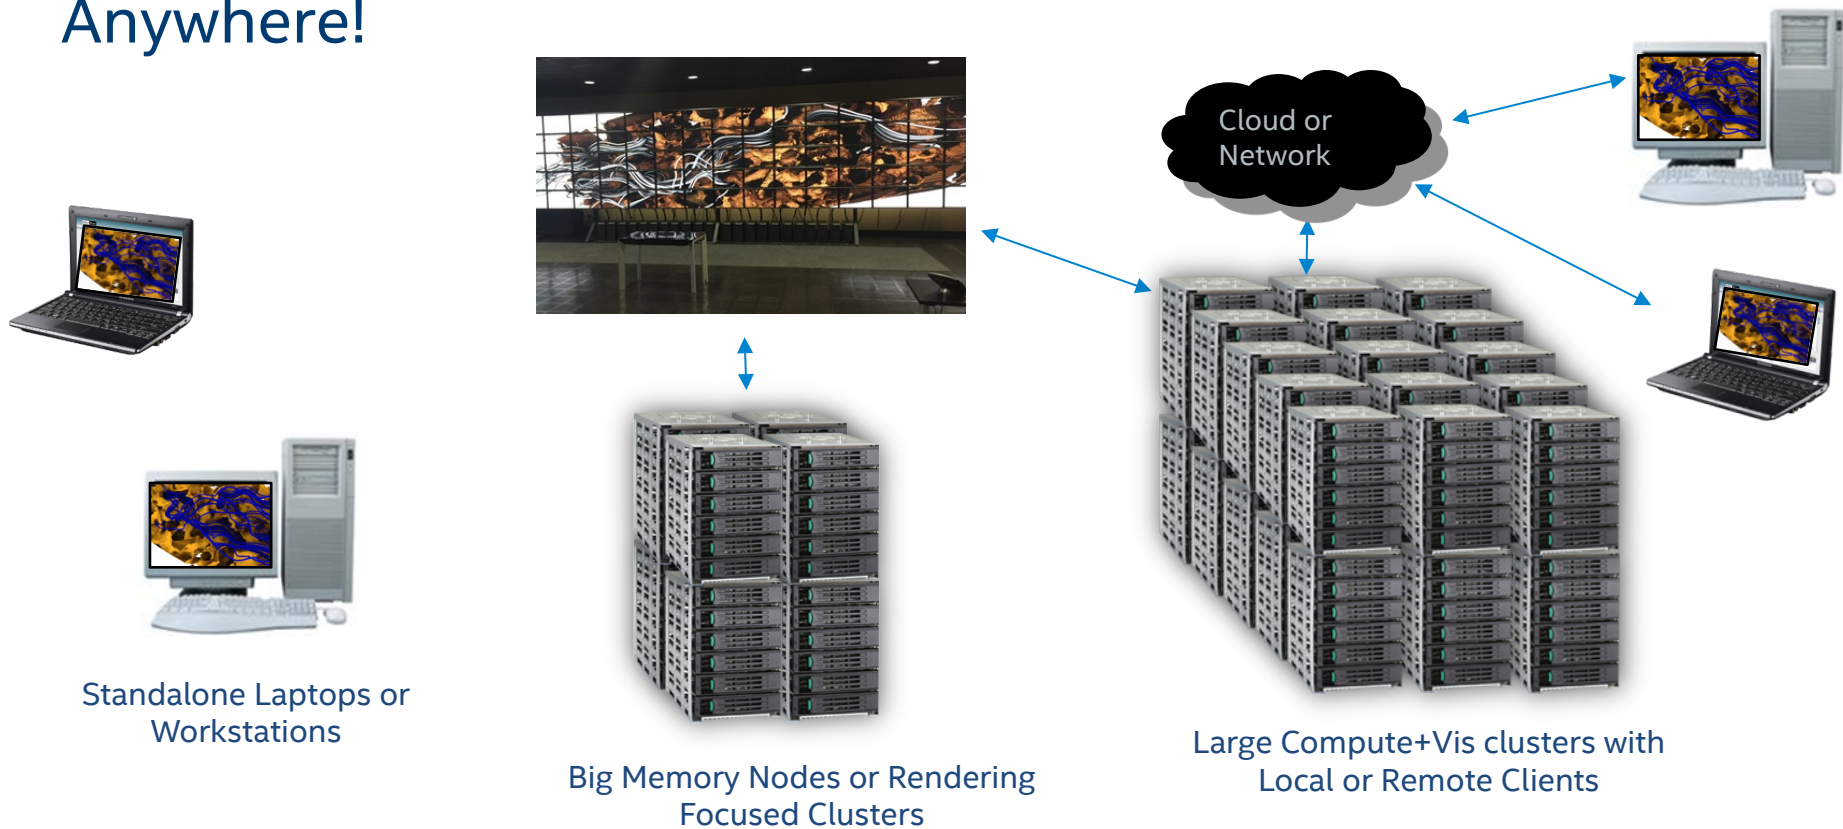 Anywhere!
Cloud or
Network
Standalone Laptops or
Workstations
Big Memory Nodes or Rendering
Focused Clusters
Large Compute+Vis clusters with
Local or Remote Clients